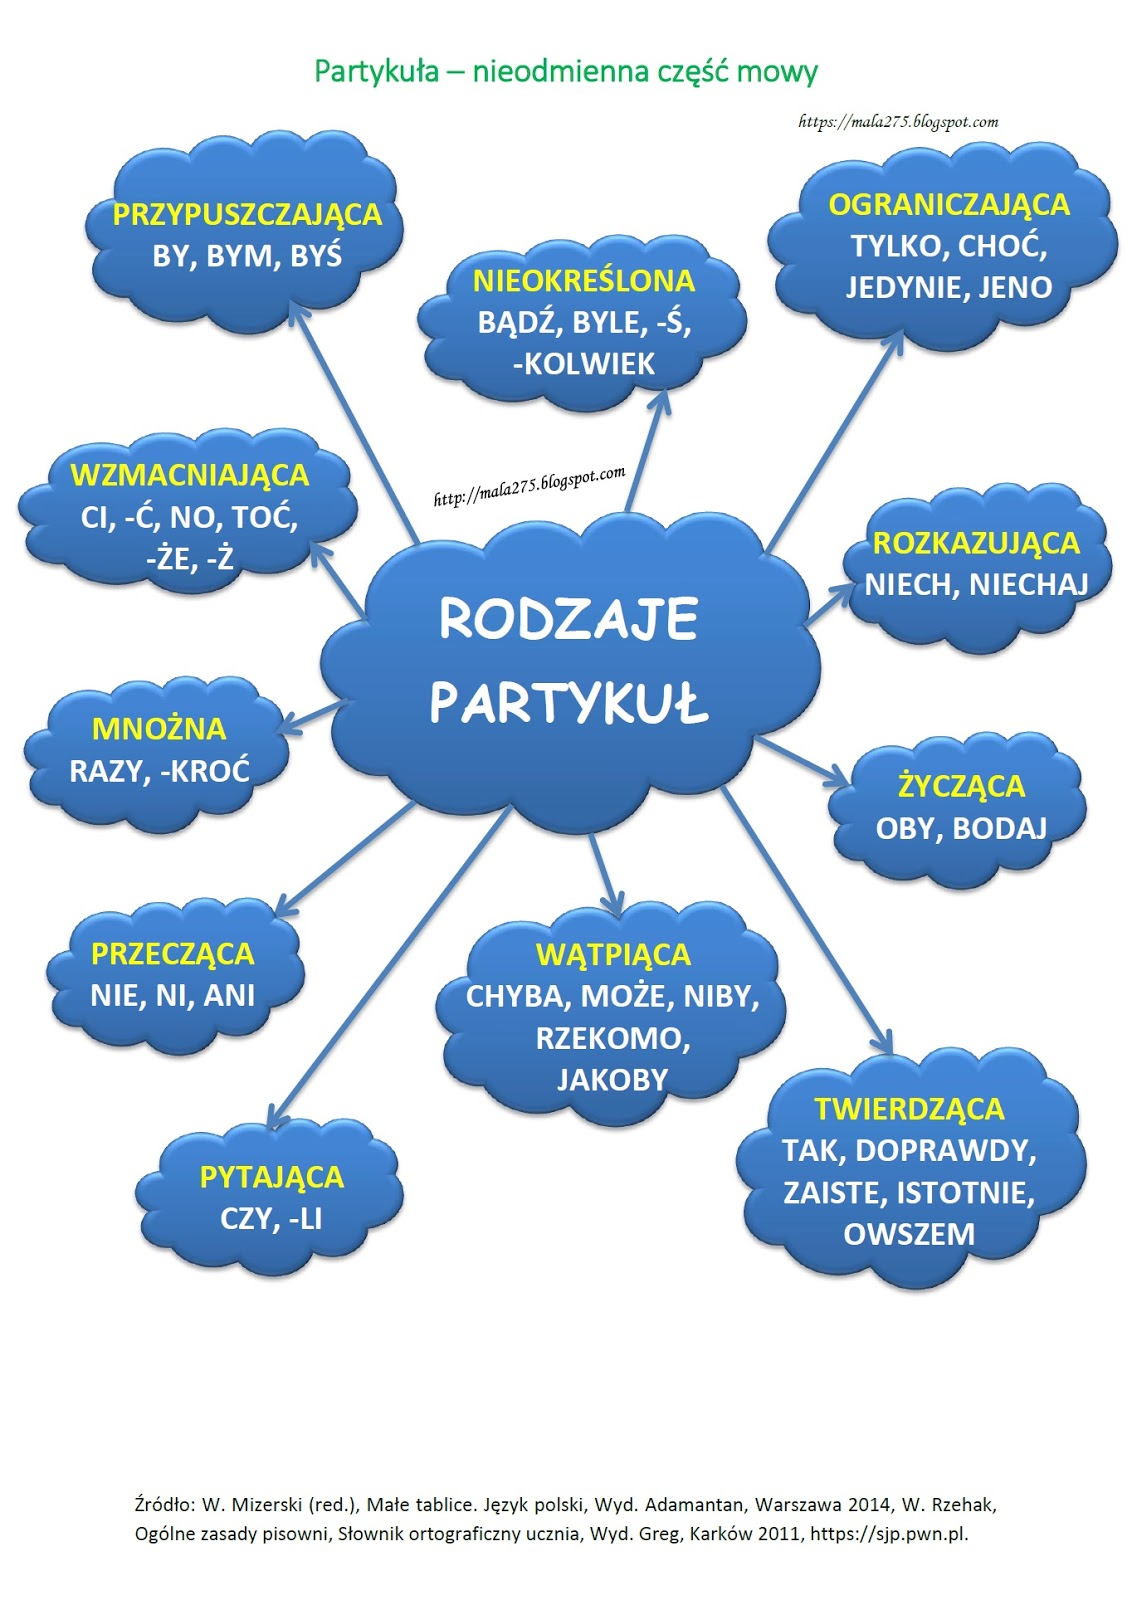 Partykuła – nieodmienna część mowy
https://mala275.blogspot.com
PRZYPUSZCZAJĄCA
BY, BYM, BYŚ
NIEOKREŚLONA
BĄDŹ, BYLE, -Ś,
-KOLWIEK
OGRANICZAJĄCA
TYLKO, CHOĆ,
JEDYNIE, JENO
WZMACNIAJĄCA
CI, -Ć, NO, TOĆ,
-ŻE, -Ż
http://mala275.blogspot.com
ROZKAZUJĄCA
NIECH, NIECHAJ
RODZAJE
PARTYKUŁ
MNOŻNA
RAZY, -KROĆ
ŻYCZĄCA
OBY, BODAJ
PRZECZĄCA
NIE, NI, ANI
WĄTPIĄCA
CHYBA, MOŻE, NIBY,
RZEKOMO,
JAKOBY
PYTAJĄCA
CZY, -LI
TWIERDZĄCA
TAK, DOPRAWDY,
ZAISTE, ISTOTNIE,
OWSZEM
Źródło: W. Mizerski (red.), Małe tablice. Język polski, Wyd. Adamantan, Warszawa 2014, W. Rzehak,
Ogólne zasady pisowni, Słownik ortograficzny ucznia, Wyd. Greg, Karków 2011, https://sjp.pwn.pl.